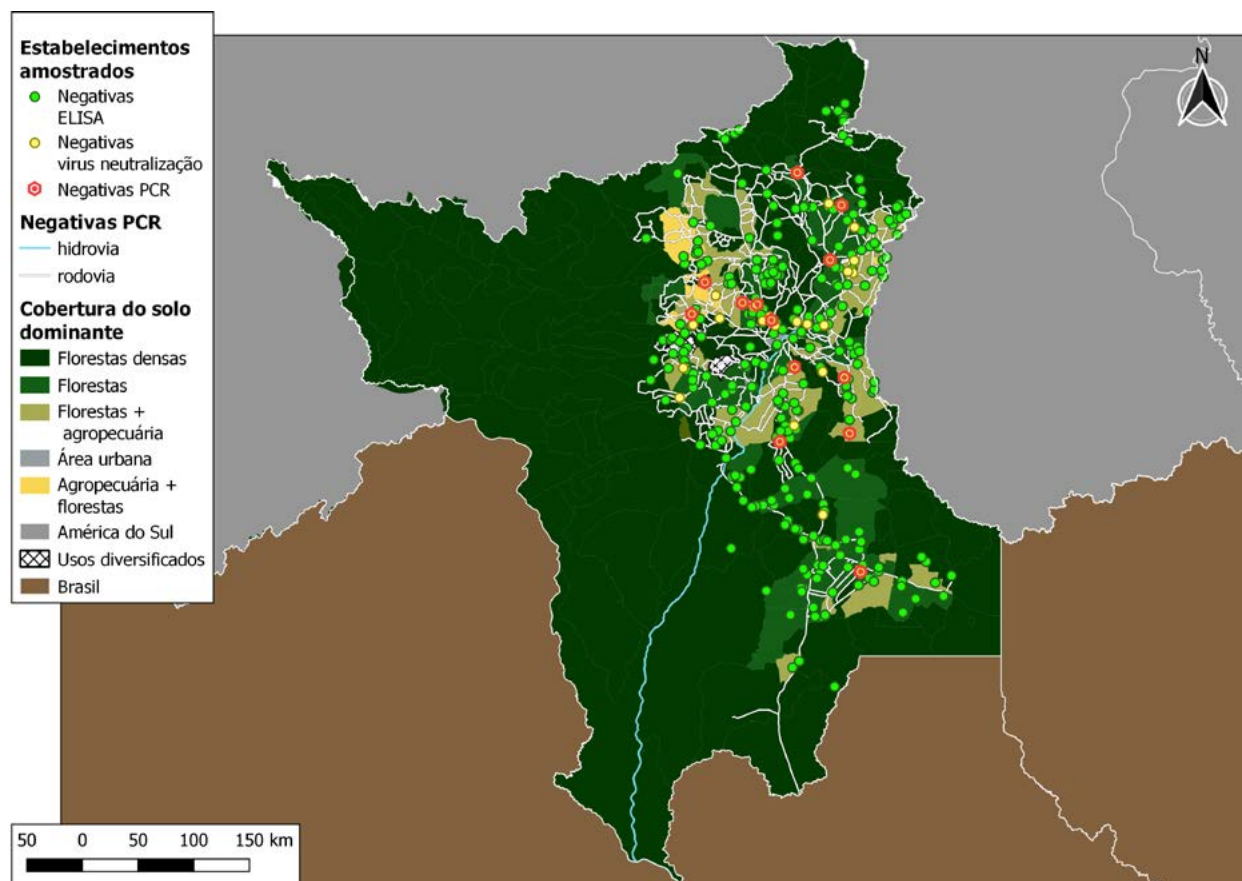 Estabelecimentos
amostrados
Negativas
ELISA
Negativas
virus neutralização
Negativas PCR
Negativas PCR
hidrovia
rodovia
Cobertura do solo
dominante
Florestas densas
Florestas
Florestas +
agropecuária
Área urbana
Agropecuária +
florestas
América do Sul
Usos diversificados
Brasil
N
50 0 50 100 150 km